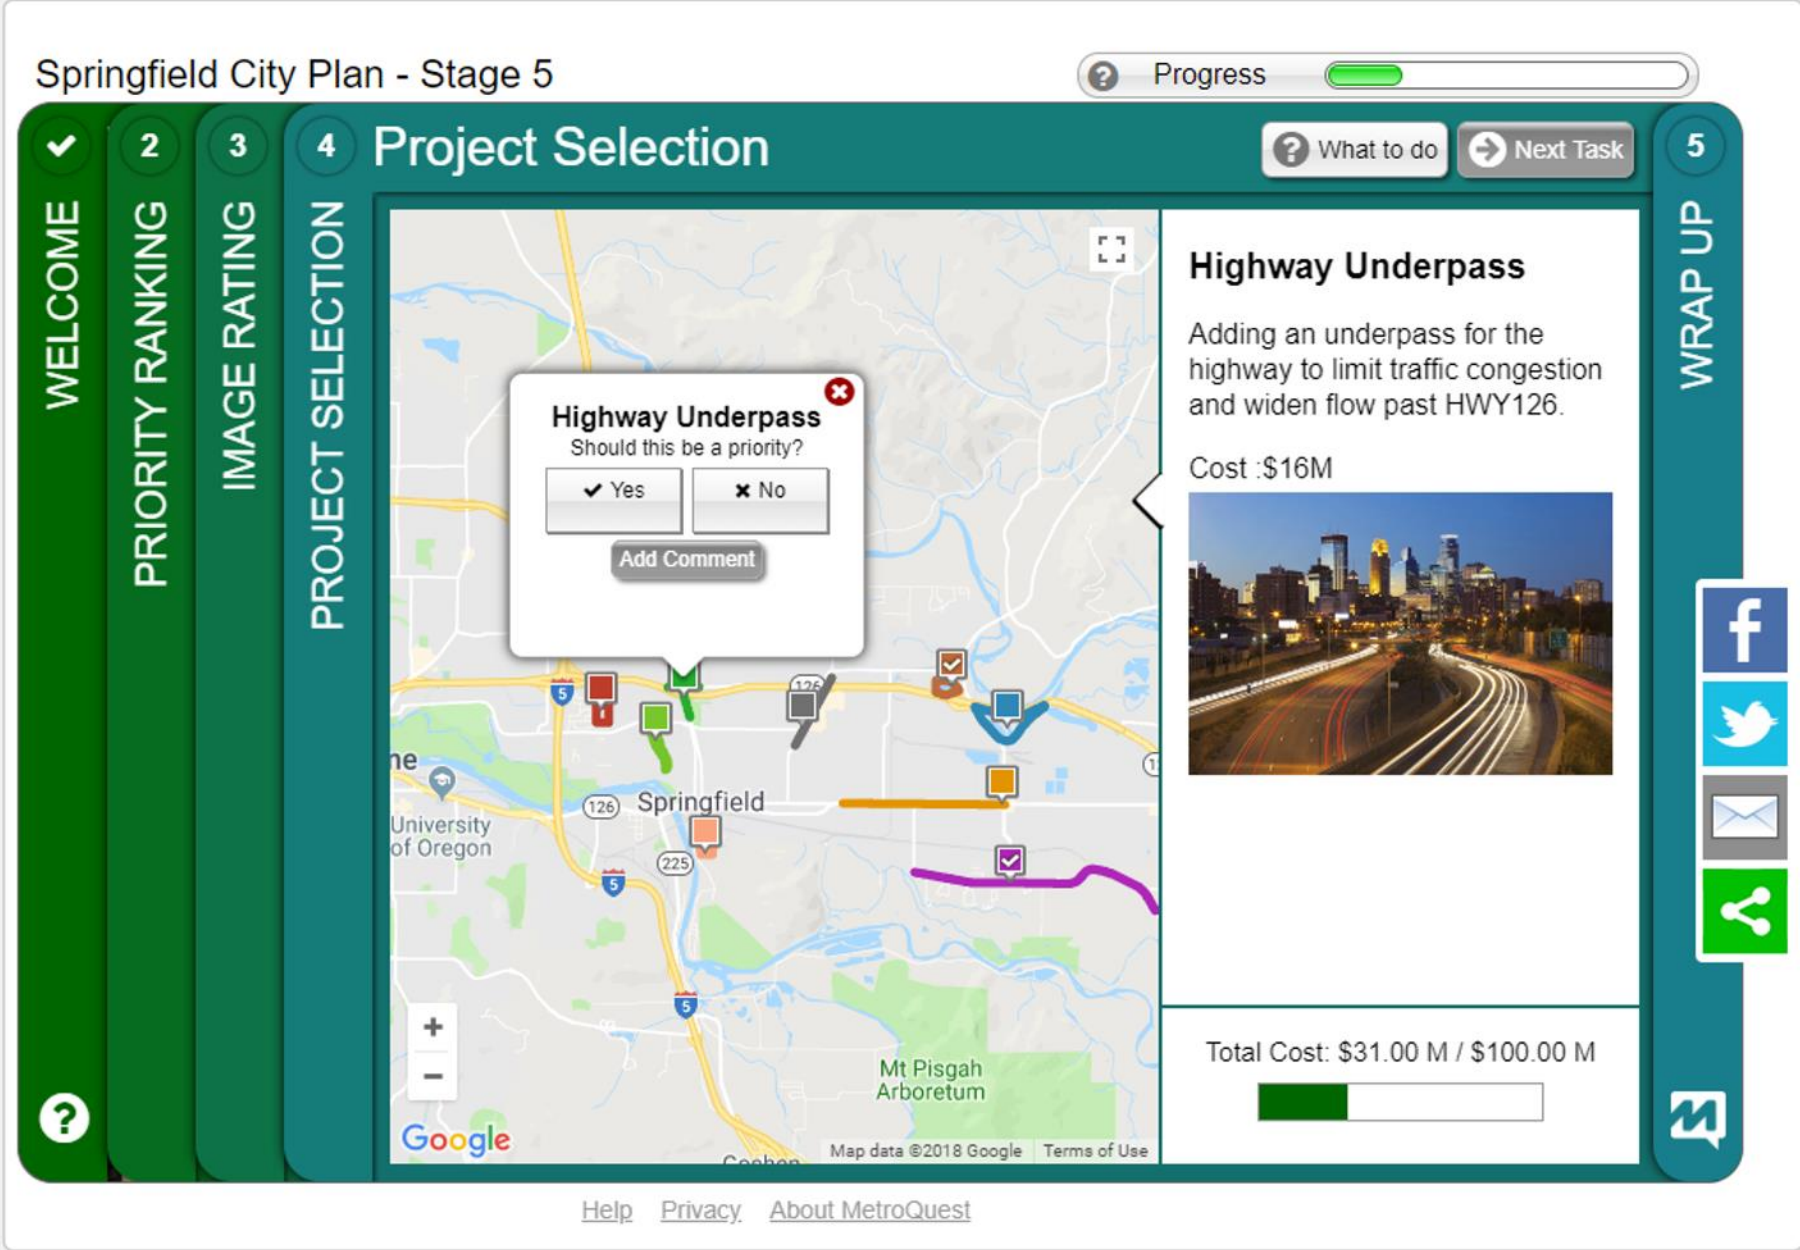 Springfield City Plan - Stage 5
Progress
WELCOME
2
PRIORITY RANKING
3
IMAGE RATING
4
PROJECT SELECTION
Project Selection
What to do
Next Task
5
WRAP UP
Highway Underpass
Should this be a priority?
Yes
No
Add Comment
5
126
126
Springfield
University
of Oregon
225
5
5
Mt Pisgah
Arboretum
Google
Map data ©2018 Google
Terms of Use
Highway Underpass
Adding an underpass for the
highway to limit traffic congestion
and widen flow past HWY126.
Cost :$16M
Total Cost: $31.00 M / $100.00 M
Help
Privacy
About MetroQuest